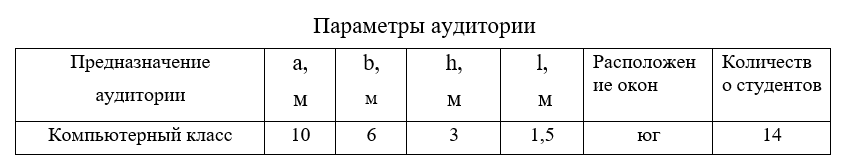 Параметры аудитории
Предназначение
аудитории
a,
м
b,
м
h,
м
l,
м
Расположен
ие окон
Количеств
о студентов
Компьютерный класс 10 6 3 1,5 юг 14